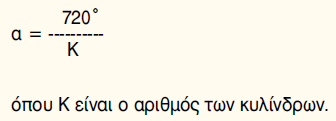 720°
α = ----------
Κ
όπου Κ είναι ο αριθμός των κυλίνδρων.